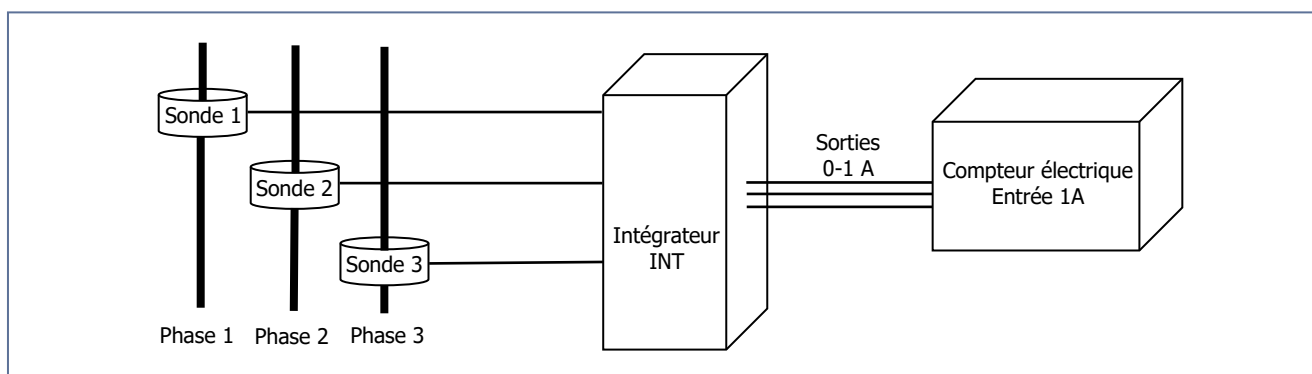 Sonde 1
Sonde 2
Sonde 3
Phase 1
Phase 2
Phase 3
Intégrateur
INT
Sorties
0-1 A
Compteur électrique
Entrée 1A